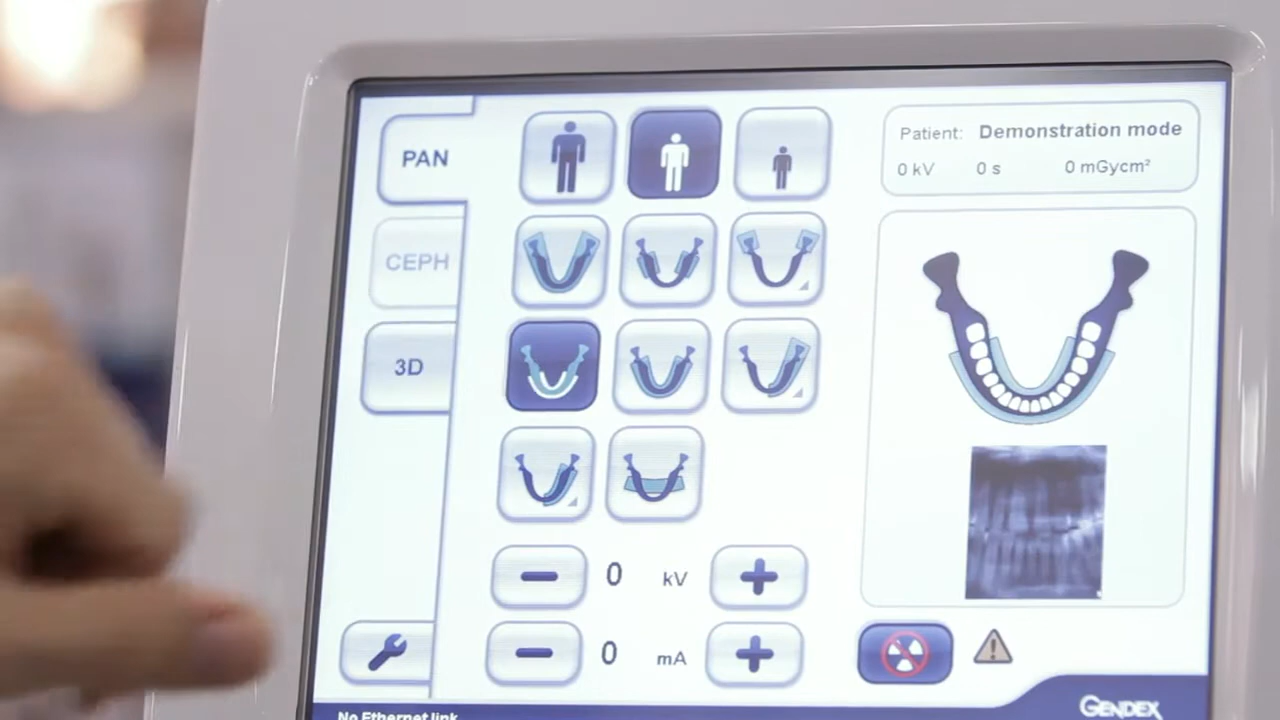 PAN
CEPH
3D
Patient: Demonstration mode
0 kV 0 s 0 mGycm²
0 kV
0 mA
No Ethernet link
GENDEX